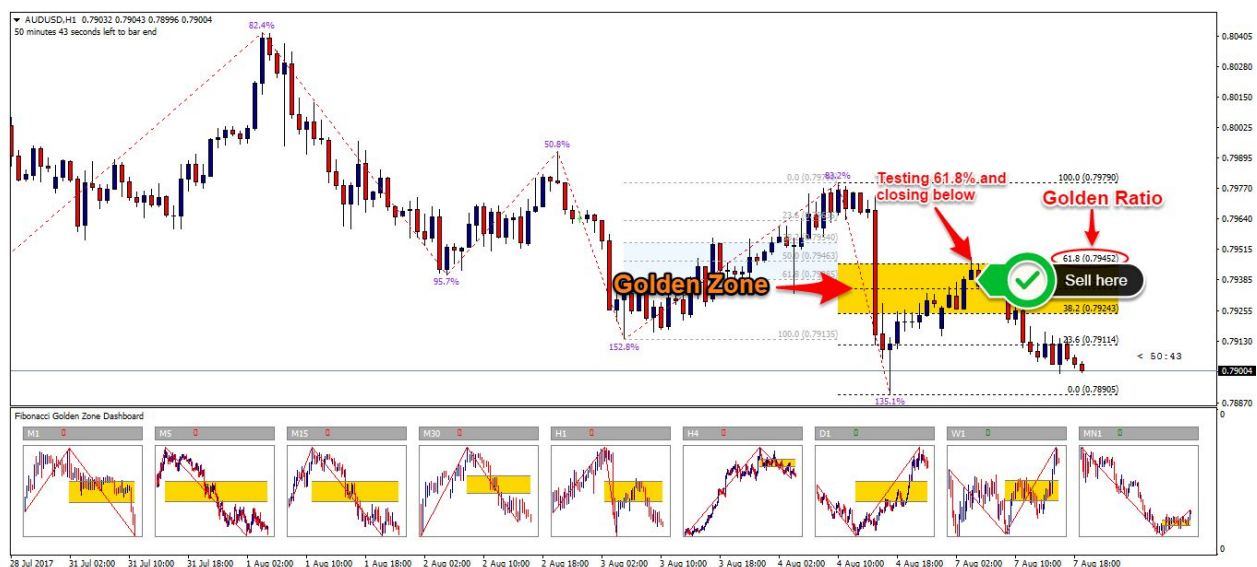 AUDUSD,H1 0.79032 0.79043 0.78996 0.79004
50 minutes 43 seconds left to bar end
82.4%
0.80405
0.80280
0.80150
0.80025
50.8%
0.79895
Testing 61.8% and
closing below
83.2%
100.0 (0.79790)
0.79770
Golden Ratio
0.79640
61.8 (0.79452)
0.79515
50.0 (0.79463)
Golden Zone
Sell here
0.79385
95.7%
38.2 (0.79243)
0.79255
100.0 (0.79135)
23.6 (0.79114)
0.79130
152.8%
< 50:43
0.79004
0.0 (0.78905)
135.1%
0.78870
Fibonacci Golden Zone Dashboard
0
M1
M5
M15
M30
H1
H4
D1
W1
MN1
0
28 Jul 2017
31 Jul 02:00
31 Jul 10:00
31 Jul 18:00
1 Aug 02:00
1 Aug 10:00
1 Aug 18:00
2 Aug 02:00
2 Aug 10:00
2 Aug 18:00
3 Aug 02:00
3 Aug 10:00
3 Aug 18:00
4 Aug 02:00
4 Aug 10:00
4 Aug 18:00
7 Aug 02:00
7 Aug 10:00
7 Aug 18:00